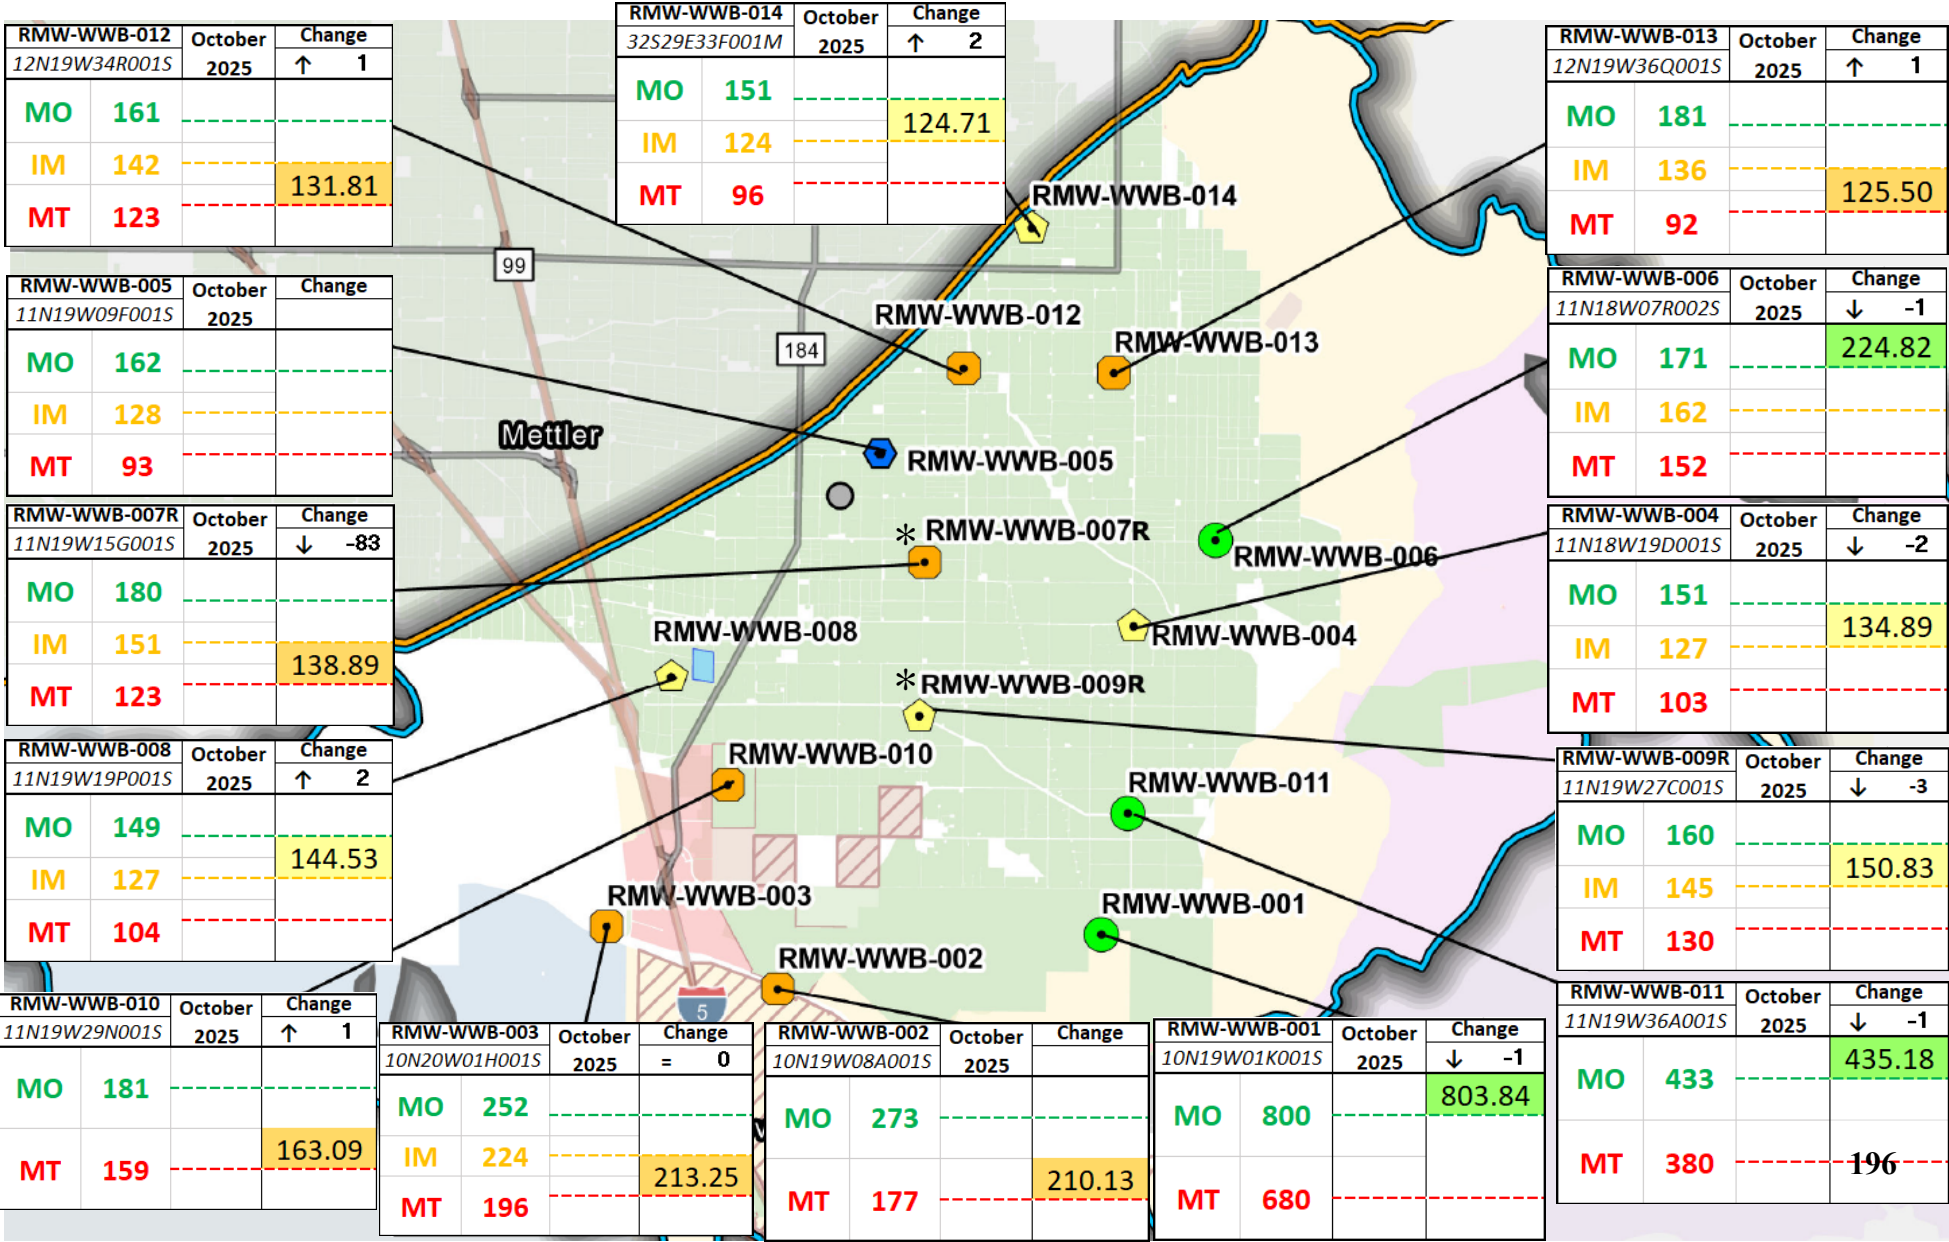 RMW-WWB-012 October Change
12N19W34R001S 2025 ↑ 1
MO 161
IM 142
131.81
MT 123
RMW-WWB-014 October Change
32S29E33F001M 2025 ↑ 2
MO 151
124.71
IM 124
MT 96
RMW-WWB-013 October Change
12N19W36Q001S 2025 ↑ 1
MO 181
IM 136
125.50
MT 92
RMW-WWB-005 October Change
11N19W09F001S 2025
MO 162
IM 128
MT 93
RMW-WWB-006 October Change
11N18W07R002S 2025 ↓ -1
224.82
MO 171
IM 162
MT 152
RMW-WWB-007R October Change
11N19W15G001S 2025 ↓ -83
MO 180
IM 151
138.89
MT 123
RMW-WWB-004 October Change
11N18W19D001S 2025 ↓ -2
MO 151
134.89
IM 127
MT 103
RMW-WWB-008 October Change
11N19W19P001S 2025 ↑ 2
MO 149
144.53
IM 127
MT 104
RMW-WWB-009R October Change
11N19W27C001S 2025 ↓ -3
MO 160
150.83
IM 145
MT 130
RMW-WWB-010 October Change
11N19W29N001S 2025 ↑ 1
MO 181
163.09
MT 159
RMW-WWB-003 October Change
10N20W01H001S 2025 = 0
MO 252
IM 224
213.25
MT 196
RMW-WWB-002 October Change
10N19W08A001S 2025
MO 273
210.13
MT 177
RMW-WWB-001 October Change
10N19W01K001S 2025 ↓ -1
803.84
MO 800
MT 680
RMW-WWB-011 October Change
11N19W36A001S 2025 ↓ -1
435.18
MO 433
MT 380 196
RMW-WWB-014
99
RMW-WWB-012
RMW-WWB-013
184
Mettler
RMW-WWB-005
* RMW-WWB-007R
RMW-WWB-006
RMW-WWB-008
RMW-WWB-004
* RMW-WWB-009R
RMW-WWB-010
RMW-WWB-011
RMW-WWB-003
RMW-WWB-001
RMW-WWB-002
5